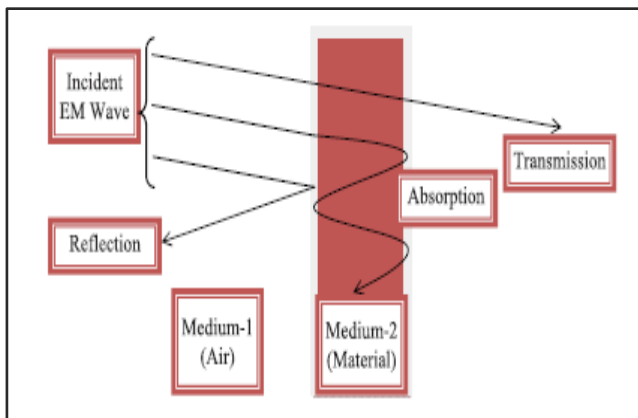 Incident
EM Wave
Transmission
Absorption
Reflection
Medium-1
(Air)
Medium-2
(Material)